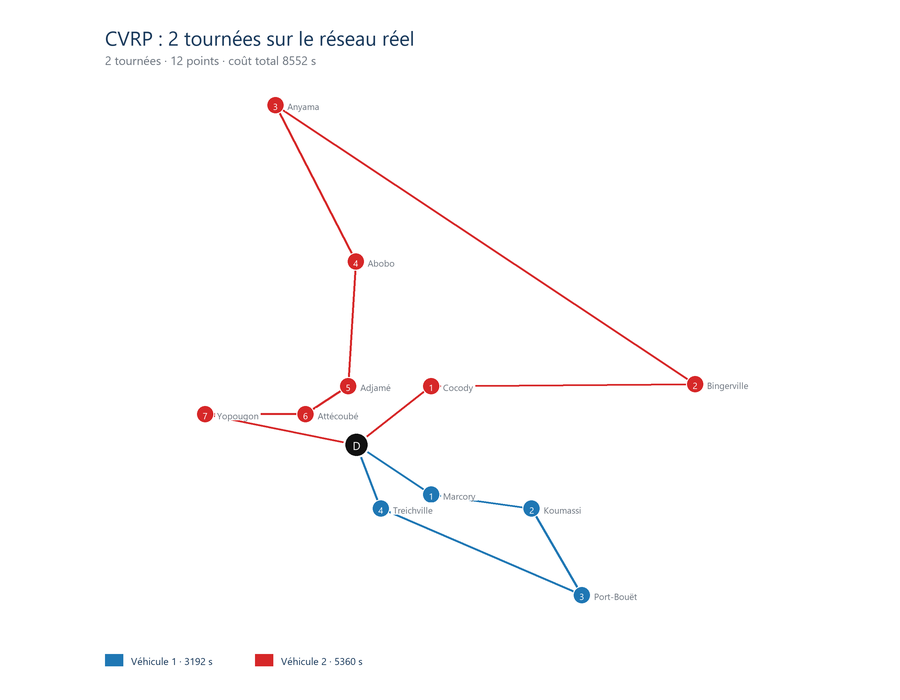 CVRP : 2 tournées sur le réseau réel
2 tournées · 12 points · coût total 8552 s
3 Anyama
4 Abobo
5 Adjamé
1 Cocody
2 Bingerville
7 Yopougon
6 Attécoubé
D
1 Marcory
4 Treichville
2 Koumassi
3 Port-Bouët
Véhicule 1 · 3192 s
Véhicule 2 · 5360 s